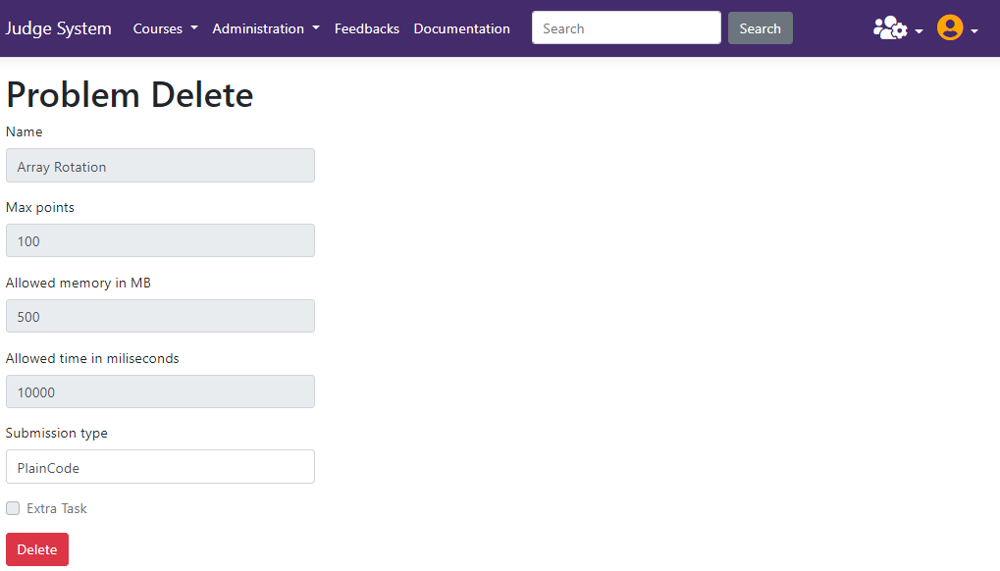 Judge System Courses Administration Feedbacks Documentation Search Search
Problem Delete
Name
Array Rotation
Max points
100
Allowed memory in MB
500
Allowed time in miliseconds
10000
Submission type
PlainCode
Extra Task
Delete